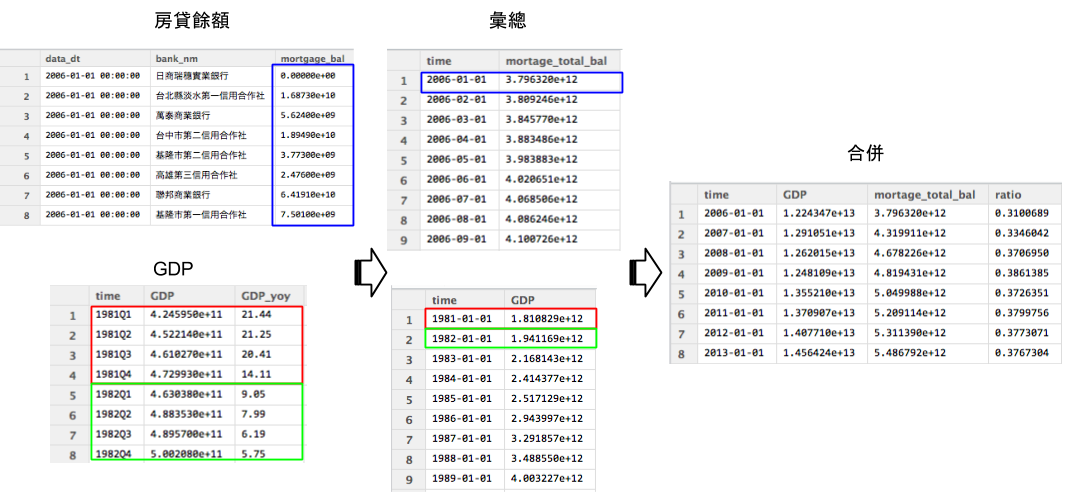 房貸餘額
data_dt bank_nm mortgage_bal
1 2006-01-01 00:00:00 日商瑞穗實業銀行 0.00000e+00
2 2006-01-01 00:00:00 台北縣淡水第一信用合作社 1.68730e+10
3 2006-01-01 00:00:00 萬泰商業銀行 5.62400e+09
4 2006-01-01 00:00:00 台中市第二信用合作社 1.89490e+10
5 2006-01-01 00:00:00 基隆市第二信用合作社 3.77300e+09
6 2006-01-01 00:00:00 高雄第三信用合作社 2.47600e+09
7 2006-01-01 00:00:00 聯邦商業銀行 6.41910e+10
8 2006-01-01 00:00:00 基隆市第一信用合作社 7.50100e+09
GDP
time GDP GDP_yoy
1 1981Q1 4.245950e+11 21.44
2 1981Q2 4.522140e+11 21.25
3 1981Q3 4.610270e+11 20.41
4 1981Q4 4.729930e+11 14.11
5 1982Q1 4.630380e+11 9.05
6 1982Q2 4.883530e+11 7.99
7 1982Q3 4.895700e+11 6.19
8 1982Q4 5.002080e+11 5.75
彙總
time mortage_total_bal
1 2006-01-01 3.796320e+12
2 2006-02-01 3.809246e+12
3 2006-03-01 3.845770e+12
4 2006-04-01 3.883486e+12
5 2006-05-01 3.983883e+12
6 2006-06-01 4.020651e+12
7 2006-07-01 4.068506e+12
8 2006-08-01 4.086246e+12
9 2006-09-01 4.100726e+12
time GDP
1 1981-01-01 1.810829e+12
2 1982-01-01 1.941169e+12
3 1983-01-01 2.168143e+12
4 1984-01-01 2.414377e+12
5 1985-01-01 2.517129e+12
6 1986-01-01 2.943997e+12
7 1987-01-01 3.291857e+12
8 1988-01-01 3.488550e+12
9 1989-01-01 4.003227e+12
合併
time GDP mortage_total_bal ratio
1 2006-01-01 1.224347e+13 3.796320e+12 0.3100689
2 2007-01-01 1.291051e+13 4.319911e+12 0.3346042
3 2008-01-01 1.262015e+13 4.678226e+12 0.3706950
4 2009-01-01 1.248109e+13 4.819431e+12 0.3861385
5 2010-01-01 1.355210e+13 5.049988e+12 0.3726351
6 2011-01-01 1.370907e+13 5.209114e+12 0.3799756
7 2012-01-01 1.407710e+13 5.311390e+12 0.3773071
8 2013-01-01 1.456424e+13 5.486792e+12 0.3767304